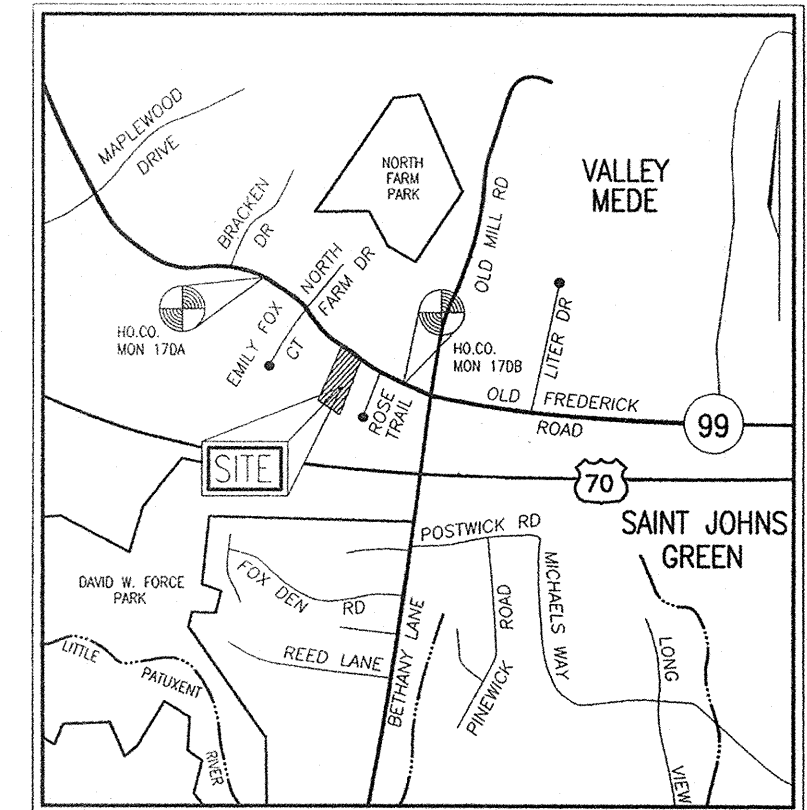 MAPLEWOOD
DRIVE
BRACKEN
DR
NORTH
FARM
PARK
VALLEY
MEDE
OLD MILL RD
NORTH
FARM DR
EMILY FOX
CT
HO.CO.
MON 17DA
HO.CO.
MON 17DB
LITER DR
ROSE
TRAIL
OLD FREDERICK
ROAD
99
SITE
70
SAINT JOHNS
GREEN
POSTWICK RD
DAVID W. FORCE
PARK
FOX DEN RD
REED LANE
BETHANY LANE
PINEWICK ROAD
MICHAELS WAY
LONG VIEW
LITTLE PATUXENT RIVER